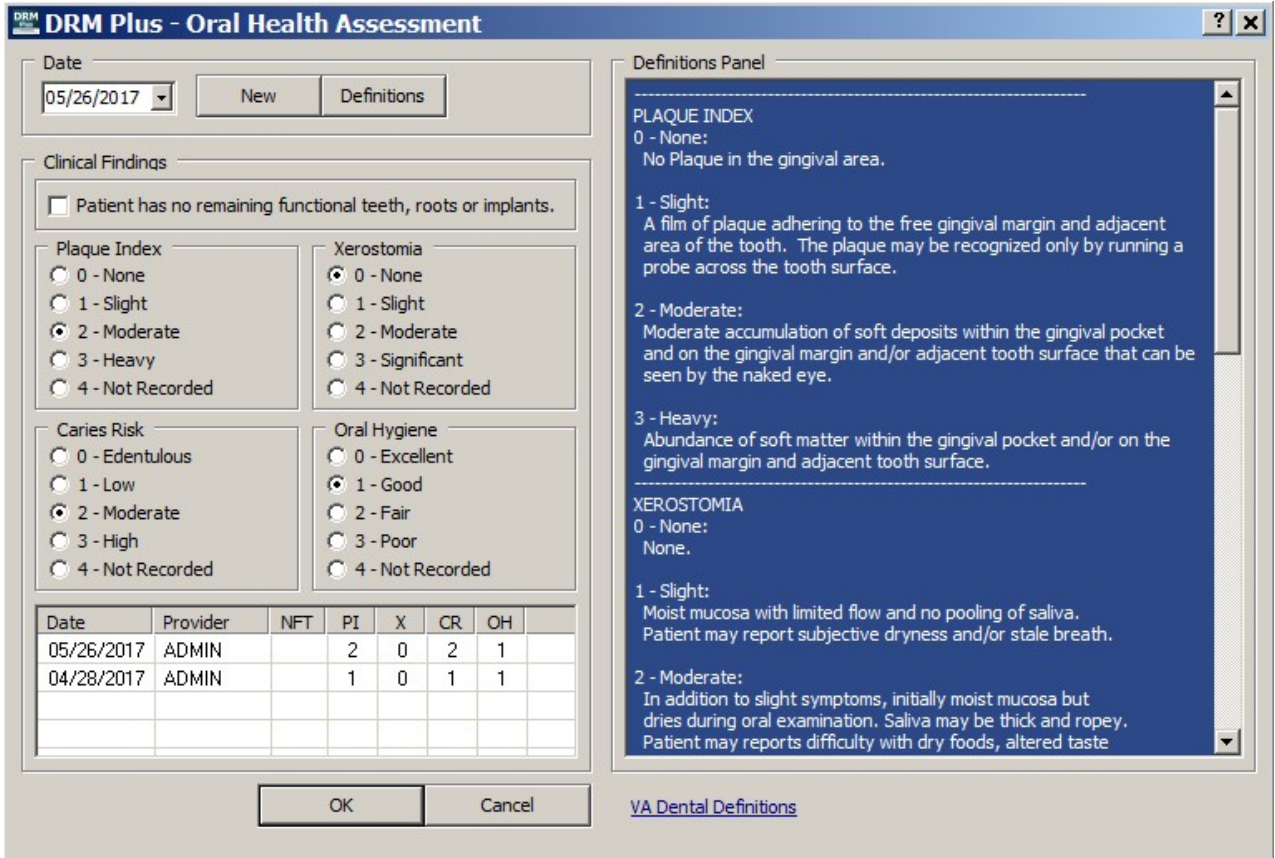 DRM Plus
DRM Plus - Oral Health Assessment
?
Date
05/26/2017
New
Definitions
Clinical Findings
Patient has no remaining functional teeth, roots or implants.
Plaque Index
0 - None
1 - Slight
2 - Moderate
3 - Heavy
4 - Not Recorded
Xerostomia
0 - None
1 - Slight
2 - Moderate
3 - Significant
4 - Not Recorded
Caries Risk
0 - Edentulous
1 - Low
2 - Moderate
3 - High
4 - Not Recorded
Oral Hygiene
0 - Excellent
1 - Good
2 - Fair
3 - Poor
4 - Not Recorded
Date Provider NFT PI X CR OH
05/26/2017 ADMIN 2 0 2 1
04/28/2017 ADMIN 1 0 1 1
OK
Cancel
Definitions Panel
--------------------------------------------------------------------
PLAQUE INDEX
0 - None:
No Plaque in the gingival area.
1 - Slight:
A film of plaque adhering to the free gingival margin and adjacent
area of the tooth. The plaque may be recognized only by running a
probe across the tooth surface.
2 - Moderate:
Moderate accumulation of soft deposits within the gingival pocket
and on the gingival margin and/or adjacent tooth surface that can be
seen by the naked eye.
3 - Heavy:
Abundance of soft matter within the gingival pocket and/or on the
gingival margin and adjacent tooth surface.
--------------------------------------------------------------------
XEROSTOMIA
0 - None:
None.
1 - Slight:
Moist mucosa with limited flow and no pooling of saliva.
Patient may report subjective dryness and/or stale breath.
2 - Moderate:
In addition to slight symptoms, initially moist mucosa but
dries during oral examination. Saliva may be thick and ropey.
Patient may reports difficulty with dry foods, altered taste
VA Dental Definitions